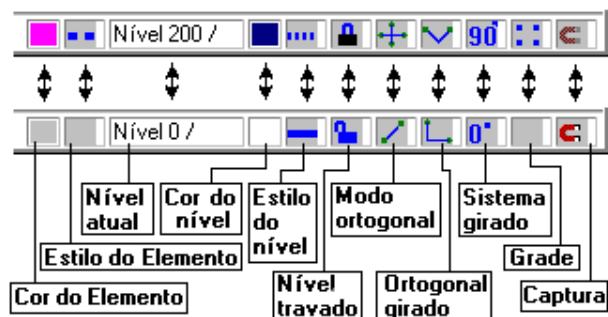 Nível 200 /
90°
Nível 0 /
0°
Nível
atual
Cor do
nível
Estilo
do
nível
Modo
ortogonal
Sistema
girado
Estilo do Elemento
Grade
Cor do Elemento
Nível
travado
Ortogonal
girado
Captura